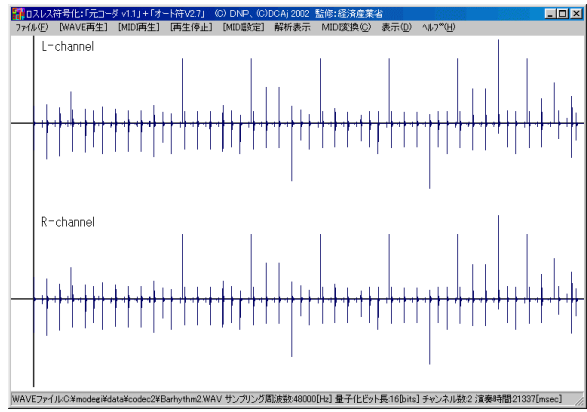 ロスレス符号化:「元コーダ v1.1」+「オート符V2.7」 (C) DNP, (C)DCAj 2002 監修:経済産業省
ファイル(F) [WAVE再生] [MIDI再生] [再生停止] [MIDI設定] 解析表示 MIDI変換(C) 表示(D) ヘルプ(H)
L-channel
R-channel
WAVEファイル:C:¥modegi¥data¥codec2¥Barhythm2.WAV サンプリング周波数:48000[Hz] 量子化ビット長:16[bits] チャンネル数:2 演奏時間:21337[msec]